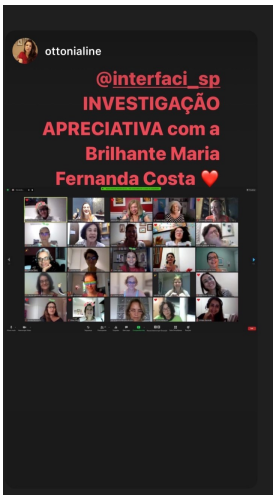 ottonialine
@interfaci_sp
INVESTIGAÇÃO
APRECIATIVA com a
Brilhante Maria
Fernanda Costa ❤️